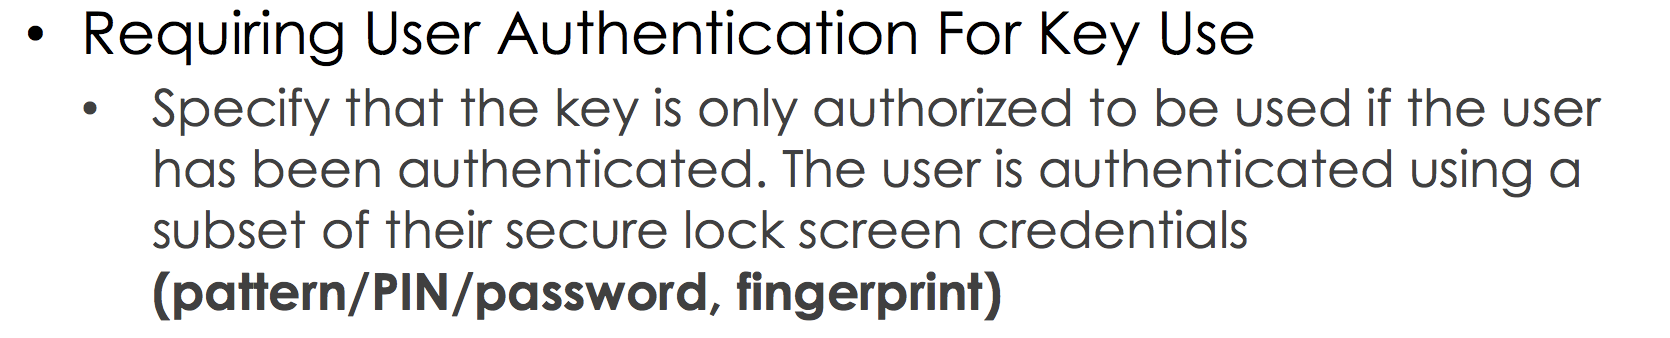 • Requiring User Authentication For Key Use
• Specify that the key is only authorized to be used if the user
has been authenticated. The user is authenticated using a
subset of their secure lock screen credentials
(pattern/PIN/password, fingerprint)